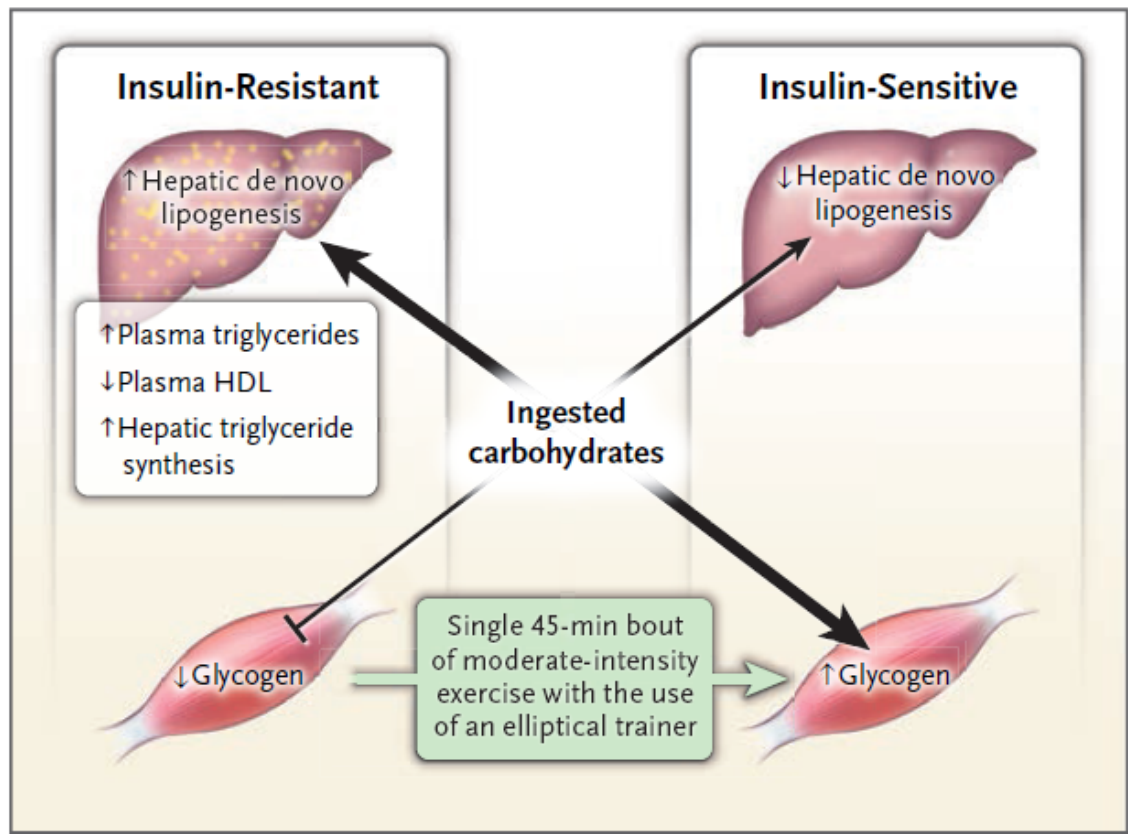 Insulin-Resistant
↑Hepatic de novo
lipogenesis
↑Plasma triglycerides
↓Plasma HDL
↑Hepatic triglyceride
synthesis
↓Glycogen
Ingested
carbohydrates
Single 45-min bout
of moderate-intensity
exercise with the use
of an elliptical trainer
Insulin-Sensitive
↓Hepatic de novo
lipogenesis
↑Glycogen